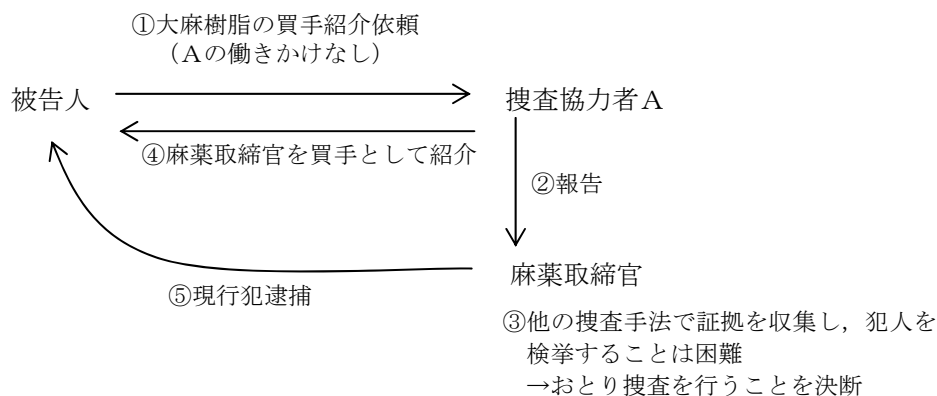 ①大麻樹脂の買手紹介依頼
（Ａの働きかけなし）
被告人
捜査協力者Ａ
④麻薬取締官を買手として紹介
②報告
麻薬取締官
⑤現行犯逮捕
③他の捜査手法で証拠を収集し，犯人を
検挙することは困難
→おとり捜査を行うことを決断